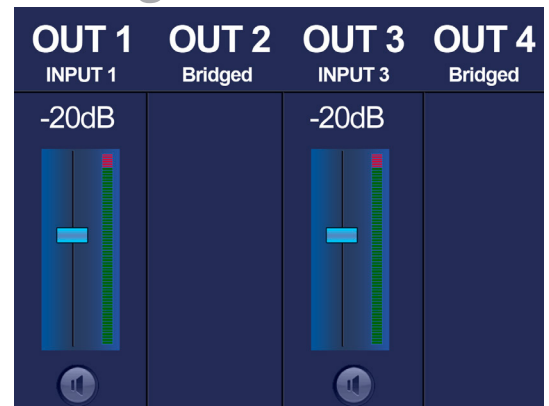 OUT 1 OUT 2 OUT 3 OUT 4
INPUT 1 Bridged INPUT 3 Bridged
-20dB -20dB